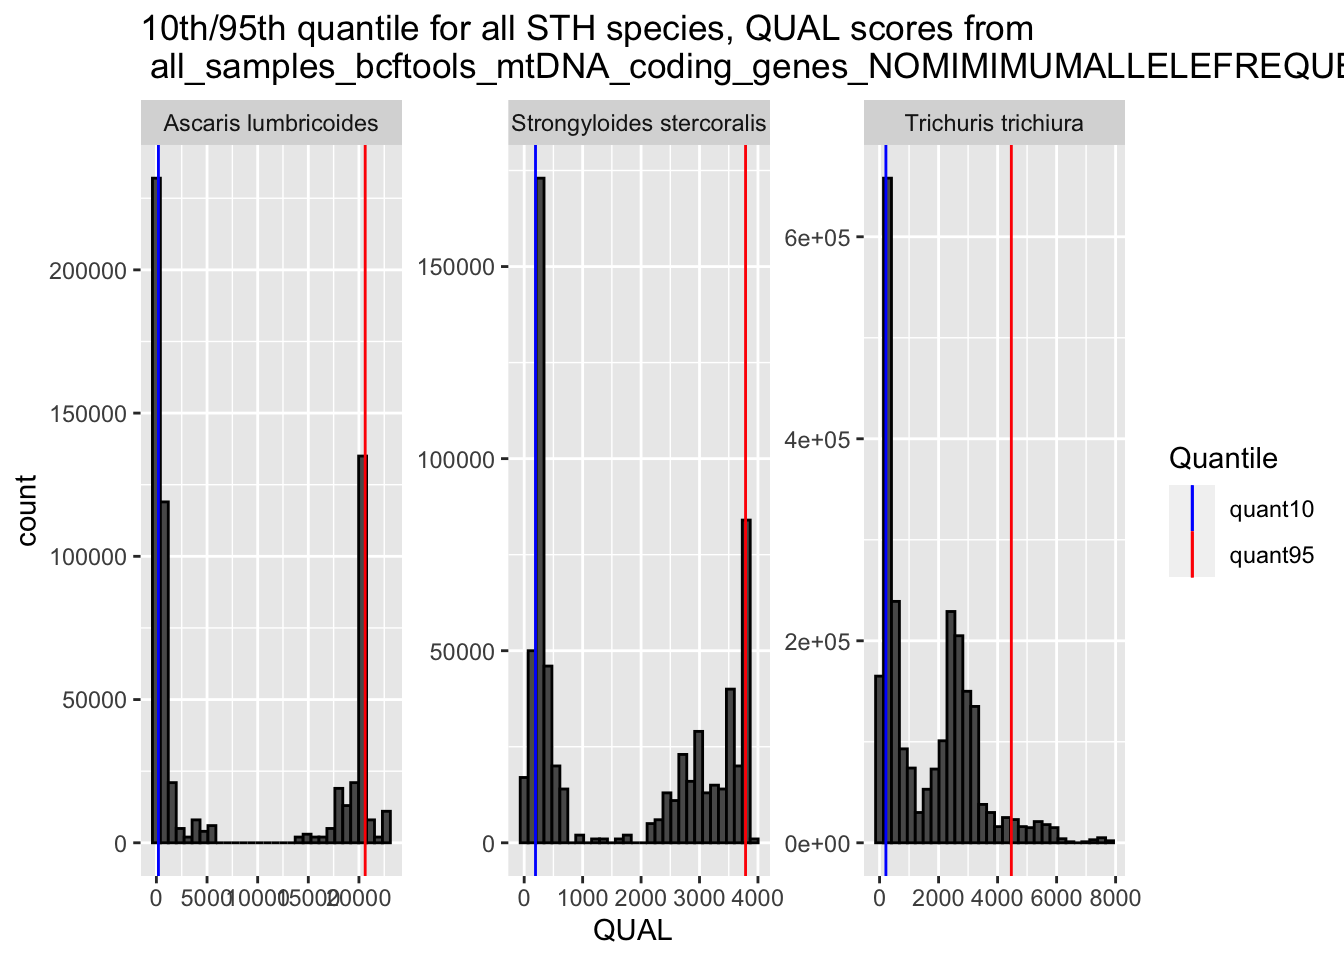 10th/95th quantile for all STH species, QUAL scores from
all_samples_bcftools_mtDNA_coding_genes_NOMIMIMUMALLELEFREQUE
Ascaris lumbricoides
Strongyloides stercoralis
Trichuris trichiura
count
200000
150000
100000
50000
0
150000
100000
50000
0
6e+05
4e+05
2e+05
0e+00
0 5000 10000 15000 20000
0 1000 2000 3000 4000
0 2000 4000 6000 8000
QUAL
Quantile
quant10
quant95